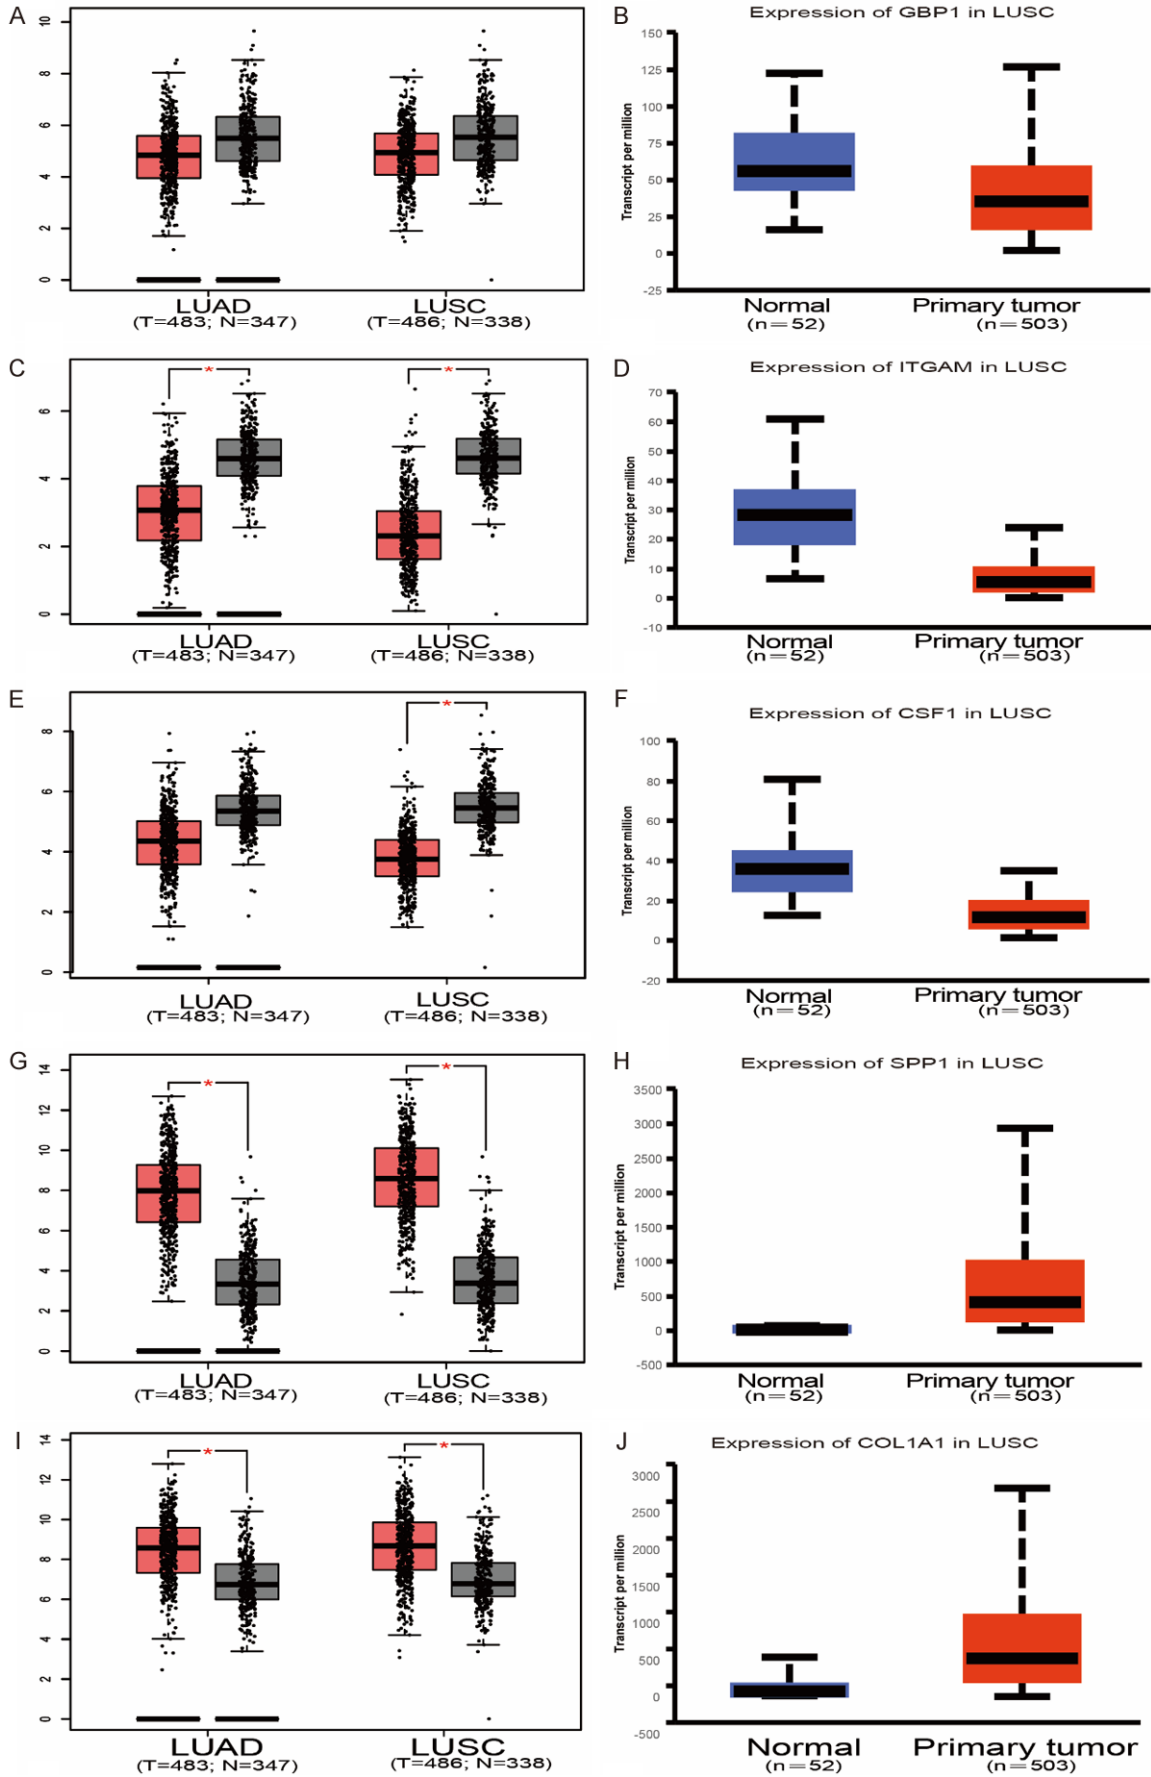 A
10
8
6
4
2
0
LUAD
(T=483; N=347)
LUSC
(T=486; N=338)
B
Expression of GBP1 in LUSC
Transcript per million
150
125
100
75
50
25
0
-25
Normal
(n=52)
Primary tumor
(n=503)
C
*
*
6
4
2
0
LUAD
(T=483; N=347)
LUSC
(T=486; N=338)
D
Expression of ITGAM in LUSC
Transcript per million
70
60
50
40
30
20
10
0
-10
Normal
(n=52)
Primary tumor
(n=503)
E
*
8
6
4
2
0
LUAD
(T=483; N=347)
LUSC
(T=486; N=338)
F
Expression of CSF1 in LUSC
Transcript per million
100
80
60
40
20
0
-20
Normal
(n=52)
Primary tumor
(n=503)
G
*
*
14
12
10
8
6
4
2
0
LUAD
(T=483; N=347)
LUSC
(T=486; N=338)
H
Expression of SPP1 in LUSC
Transcript per million
3500
3000
2500
2000
1500
1000
500
0
-500
Normal
(n=52)
Primary tumor
(n=503)
I
*
*
14
12
10
8
6
4
2
0
LUAD
(T=483; N=347)
LUSC
(T=486; N=338)
J
Expression of COL1A1 in LUSC
Transcript per million
3000
2500
2000
1500
1000
500
0
-500
Normal
(n=52)
Primary tumor
(n=503)